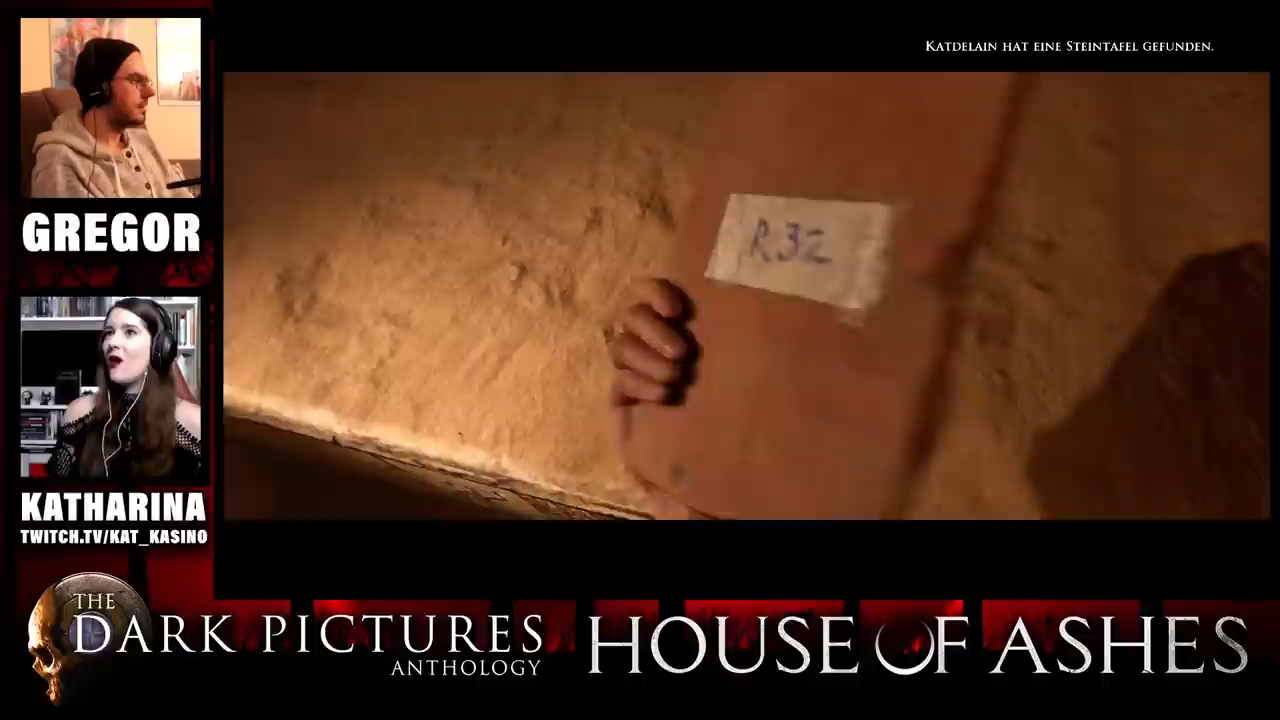 KATDELAIN HAT EINE STEINTAFEL GEFUNDEN.
R32
GREGOR
KATHARINA
TWITCH.TV/KAT_KASINO
THE
DARK PICTURES
ANTHOLOGY
HOUSE OF ASHES